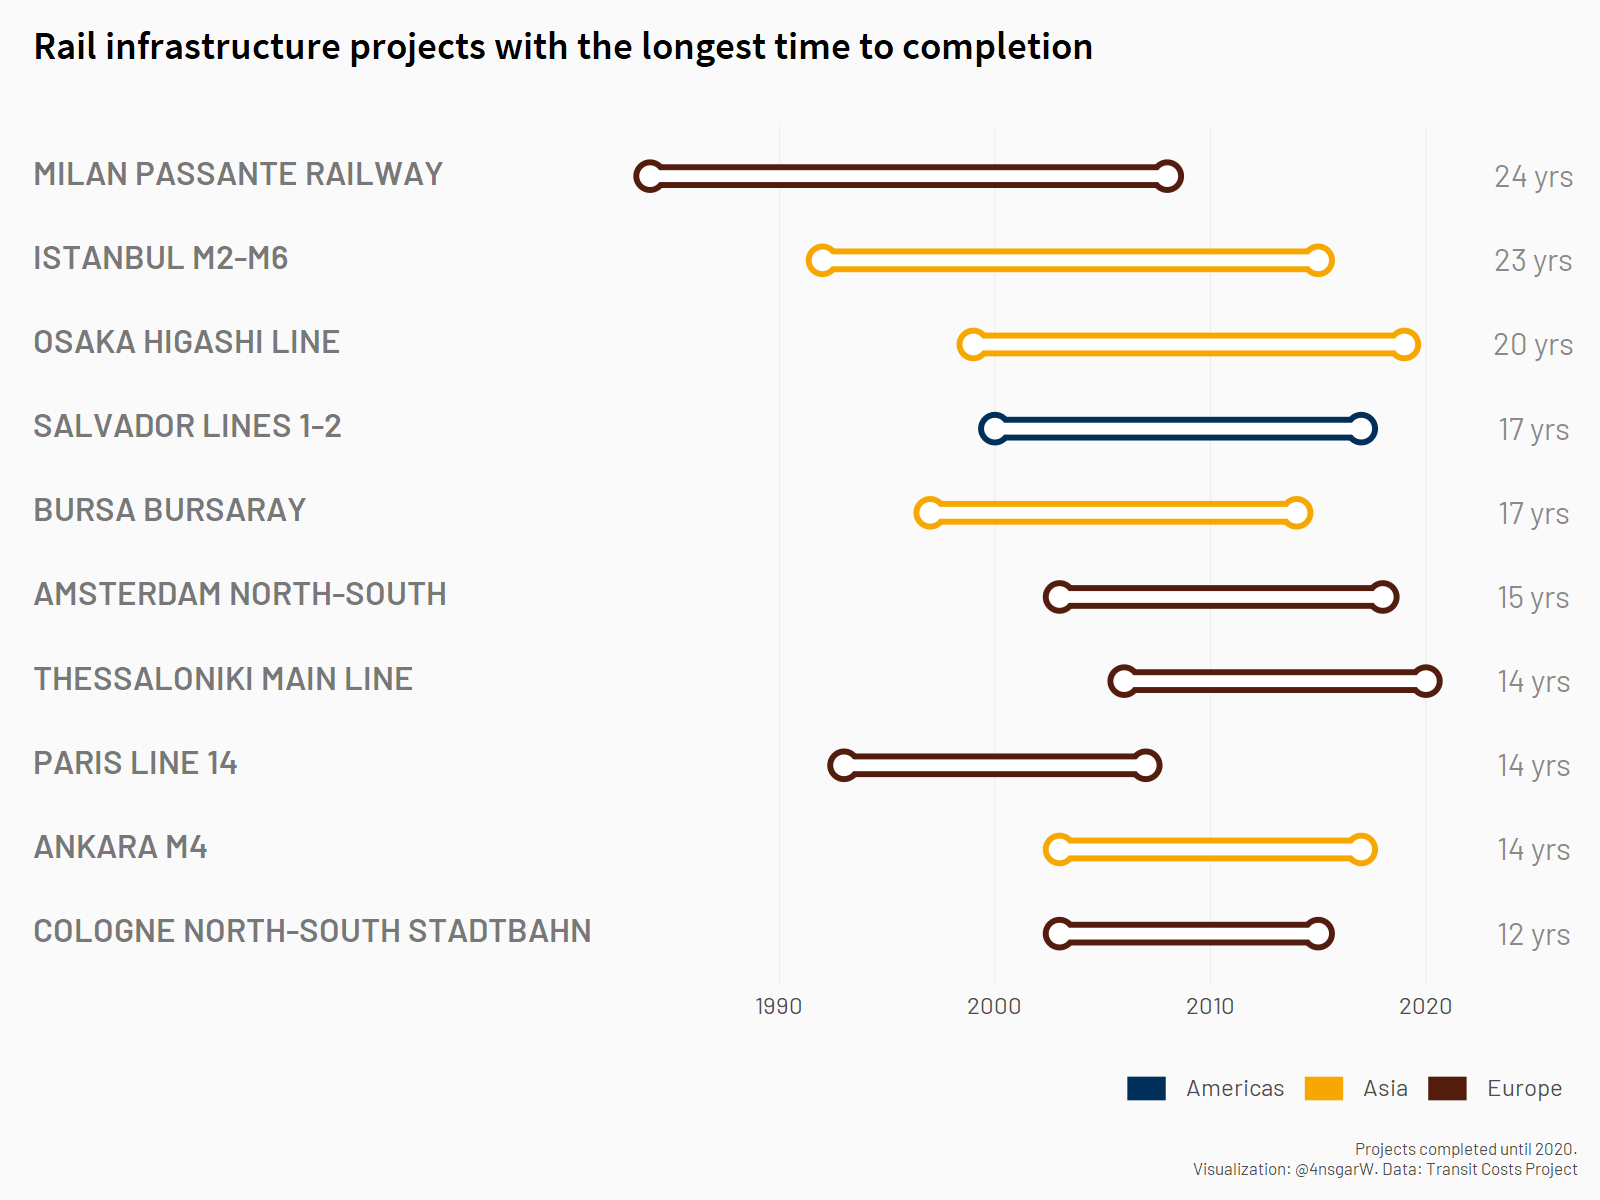 Rail infrastructure projects with the longest time to completion
MILAN PASSANTE RAILWAY 24 yrs
ISTANBUL M2-M6 23 yrs
OSAKA HIGASHI LINE 20 yrs
SALVADOR LINES 1-2 17 yrs
BURSA BURSARAY 17 yrs
AMSTERDAM NORTH-SOUTH 15 yrs
THESSALONIKI MAIN LINE 14 yrs
PARIS LINE 14 14 yrs
ANKARA M4 14 yrs
COLOGNE NORTH-SOUTH STADTBAHN 12 yrs
1990 2000 2010 2020
Americas Asia Europe
Projects completed until 2020.
Visualization: @4nsgarW. Data: Transit Costs Project